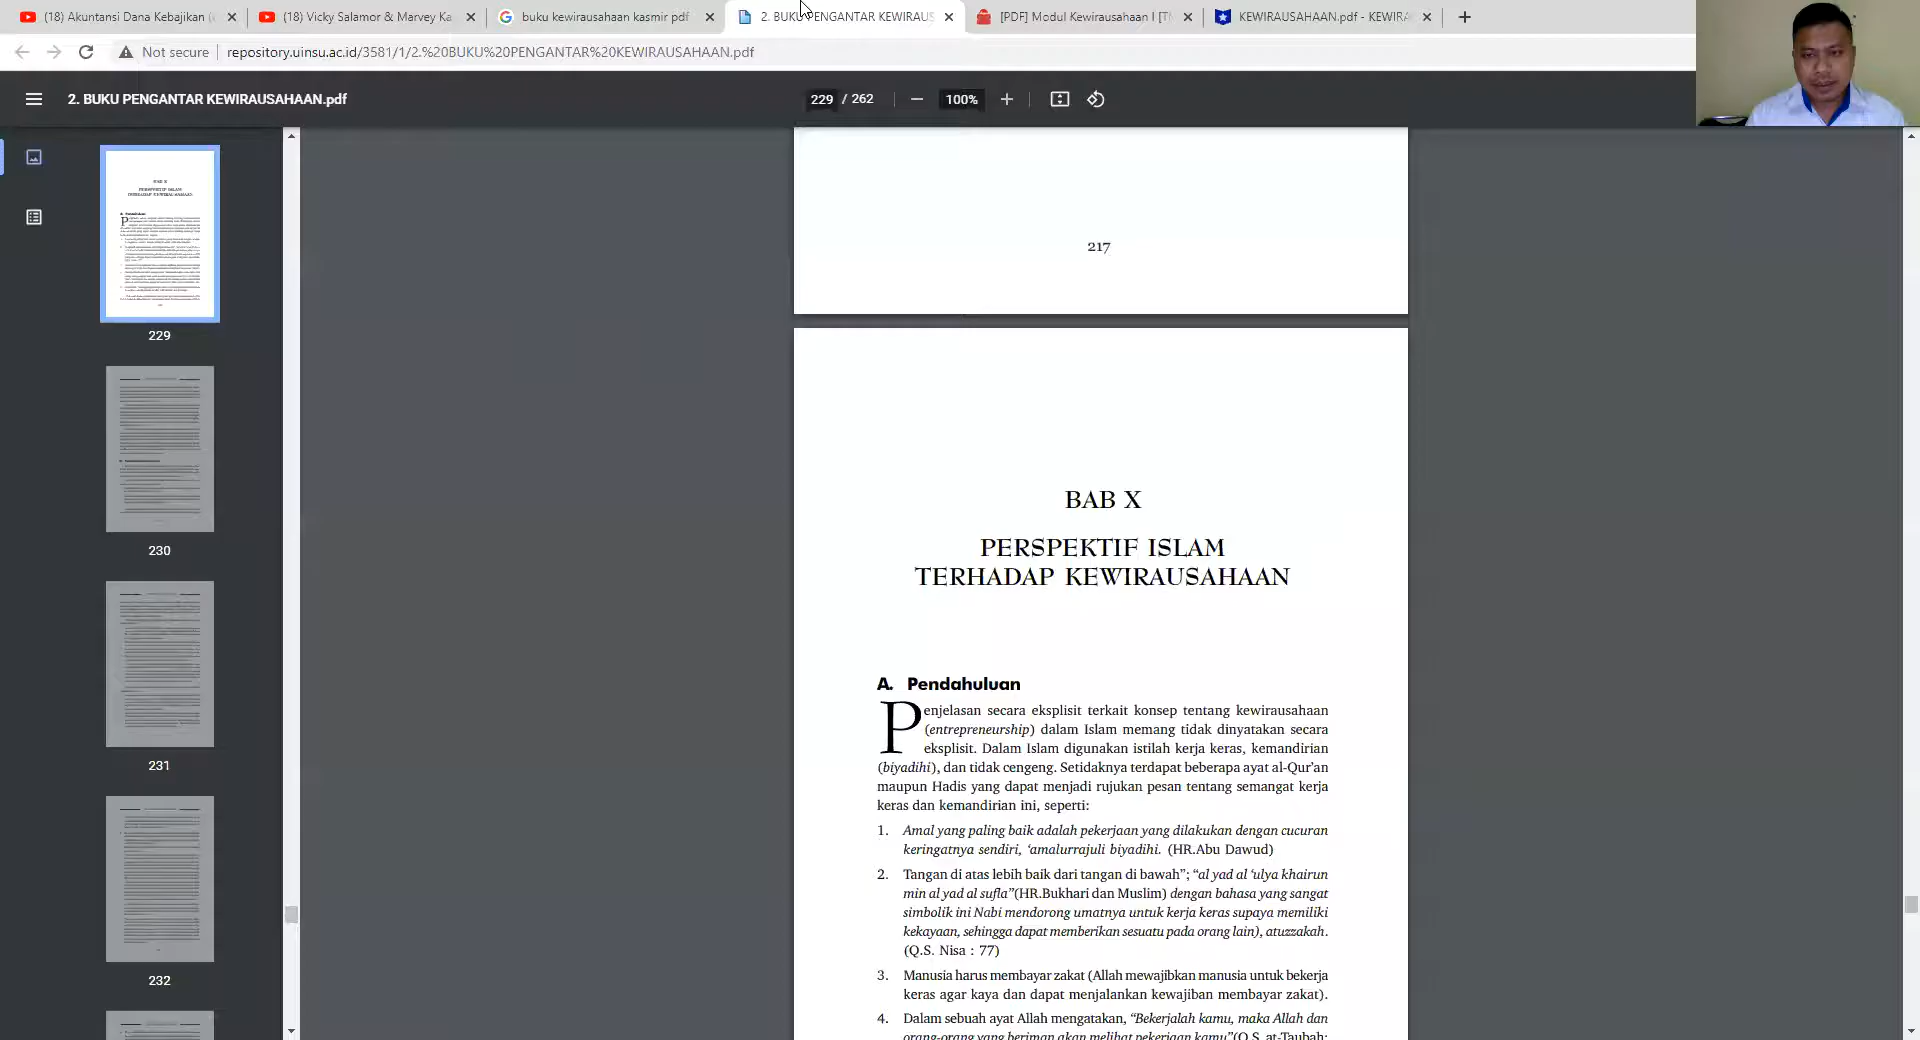 (18) Akuntansi Dana Kebajikan (
(18) Vicky Salamor & Marvey Ka
buku kewirausahaan kasmir pdf
2. BUKU PENGANTAR KEWIRAUS
[PDF] Modul Kewirausahaan I [T
KEWIRAUSAHAAN.pdf - KEWIRA
Not secure
repository.uinsu.ac.id/3581/1/2.%20BUKU%20PENGANTAR%20KEWIRAUSAHAAN.pdf
2. BUKU PENGANTAR KEWIRAUSAHAAN.pdf
229 / 262
100%
229
230
231
232
217
BAB X
PERSPEKTIF ISLAM
TERHADAP KEWIRAUSAHAAN
A. Pendahuluan
Penjelasan secara eksplisit terkait konsep tentang kewirausahaan
(entrepreneurship) dalam Islam memang tidak dinyatakan secara
eksplisit. Dalam Islam digunakan istilah kerja keras, kemandirian
(biyadihi), dan tidak cengeng. Setidaknya terdapat beberapa ayat al-Qur'an
maupun Hadis yang dapat menjadi rujukan pesan tentang semangat kerja
keras dan kemandirian ini, seperti:
1. Amal yang paling baik adalah pekerjaan yang dilakukan dengan cucuran
keringatnya sendiri, 'amalurrajuli biyadihi. (HR.Abu Dawud)
2. Tangan di atas lebih baik dari tangan di bawah"; "al yad al 'ulya khairun
min al yad al sufla"(HR.Bukhari dan Muslim) dengan bahasa yang sangat
simbolik ini Nabi mendorong umatnya untuk kerja keras supaya memiliki
kekayaan, sehingga dapat memberikan sesuatu pada orang lain), atuzzakah.
(Q.S. Nisa : 77)
3. Manusia harus membayar zakat (Allah mewajibkan manusia untuk bekerja
keras agar kaya dan dapat menjalankan kewajiban membayar zakat).
4. Dalam sebuah ayat Allah mengatakan, "Bekerjalah kamu, maka Allah dan
orang-orang yang beriman akan melihat pekerjaan kamu"(Q.S. at-Taubah: